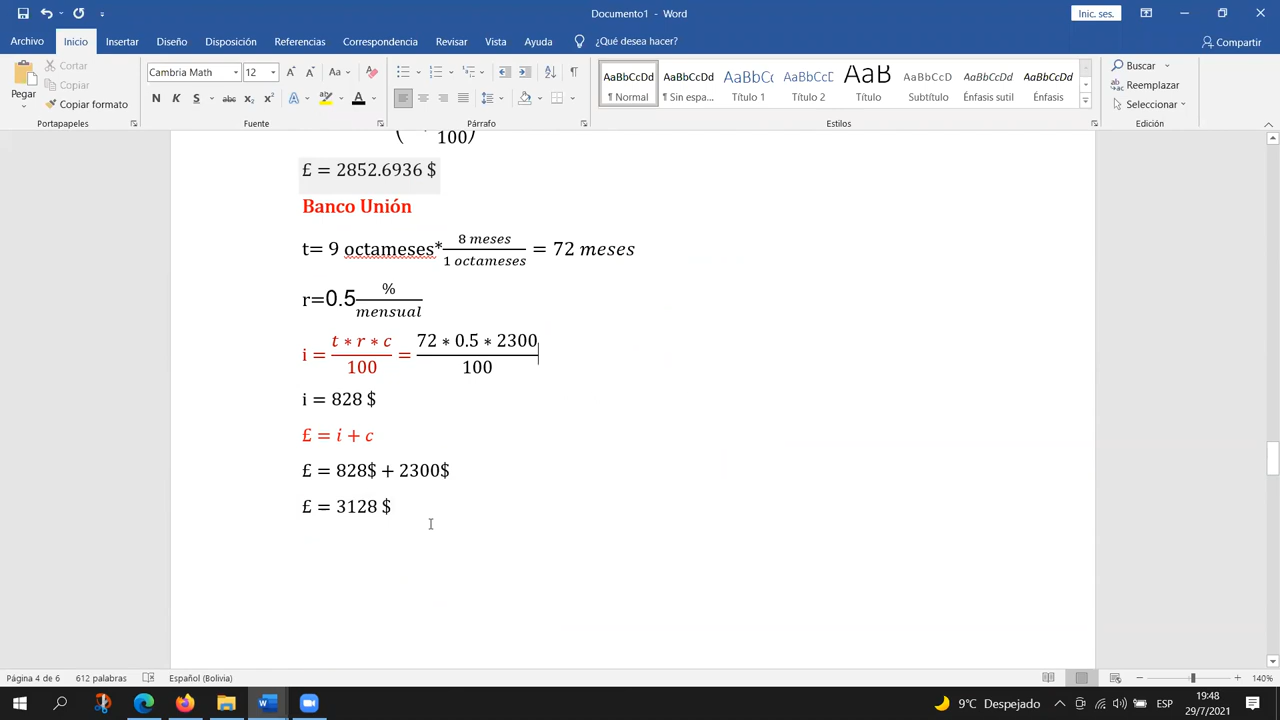 Documento1 - Word
Inic. ses.
Archivo Inicio Insertar Diseño Disposición Referencias Correspondencia Revisar Vista Ayuda ¿Qué desea hacer? Compartir
Pegar
Cortar
Copiar
Copiar formato
Portapapeles
Cambria Math 12
N K S abc x₂ x²
Fuente
Párrafo
AaBbCcDd AaBbCcDd AaBbCc AaBbCcD AaB AaBbCcD AaBbCcDd AaBbCcDd
¶ Normal ¶ Sin espa... Título 1 Título 2 Título Subtítulo Énfasis sutil Énfasis
Estilos
Buscar
Reemplazar
Seleccionar
Edición
100
£ = 2852.6936 $
Banco Unión
t= 9 octameses* 8 meses / 1 octameses = 72 meses
r=0.5 % / mensual
i = t ∗ r ∗ c / 100 = 72 ∗ 0.5 ∗ 2300 / 100
i = 828 $
£ = i + c
£ = 828$ + 2300$
£ = 3128 $
Página 4 de 6 612 palabras Español (Bolivia) 140%
9°C Despejado ESP 19:48
29/7/2021